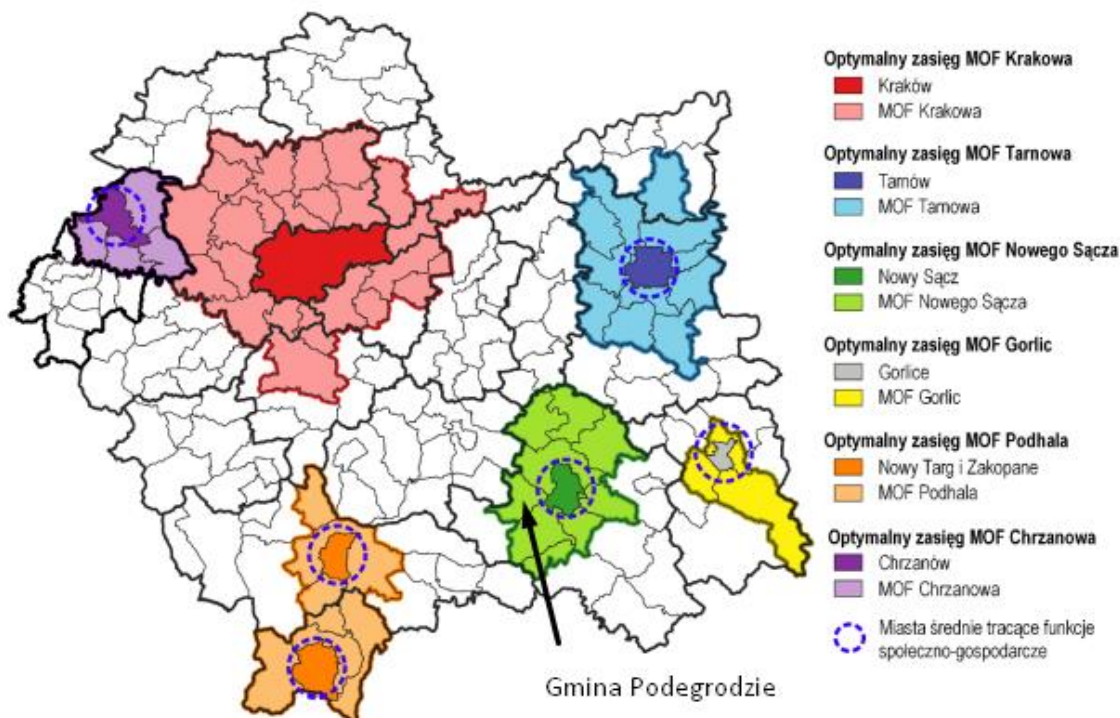 Optymalny zasięg MOF Krakowa
Kraków
MOF Krakowa
Optymalny zasięg MOF Tarnowa
Tarnów
MOF Tarnowa
Optymalny zasięg MOF Nowego Sącza
Nowy Sącz
MOF Nowego Sącza
Optymalny zasięg MOF Gorlic
Gorlice
MOF Gorlic
Optymalny zasięg MOF Podhala
Nowy Targ i Zakopane
MOF Podhala
Optymalny zasięg MOF Chrzanowa
Chrzanów
MOF Chrzanowa
Miasta średnie tracące funkcje
społeczno-gospodarcze
Gmina Podegrodzie